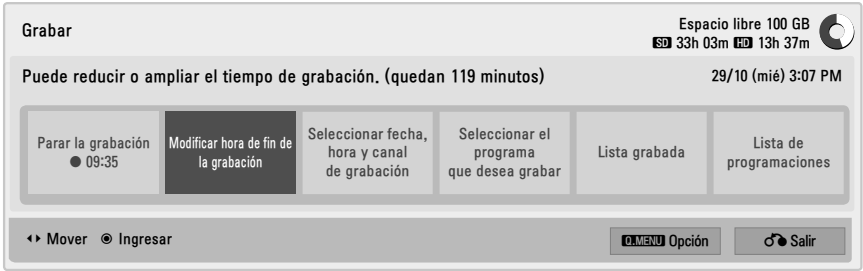 Grabar
Espacio libre 100 GB
SD 33h 03m HD 13h 37m
Puede reducir o ampliar el tiempo de grabación. (quedan 119 minutos)
29/10 (mié) 3:07 PM
Parar la grabación
● 09:35
Modificar hora de fin de
la grabación
Seleccionar fecha,
hora y canal
de grabación
Seleccionar el
programa
que desea grabar
Lista grabada
Lista de
programaciones
Mover
Ingresar
Q.MENU Opción
Salir